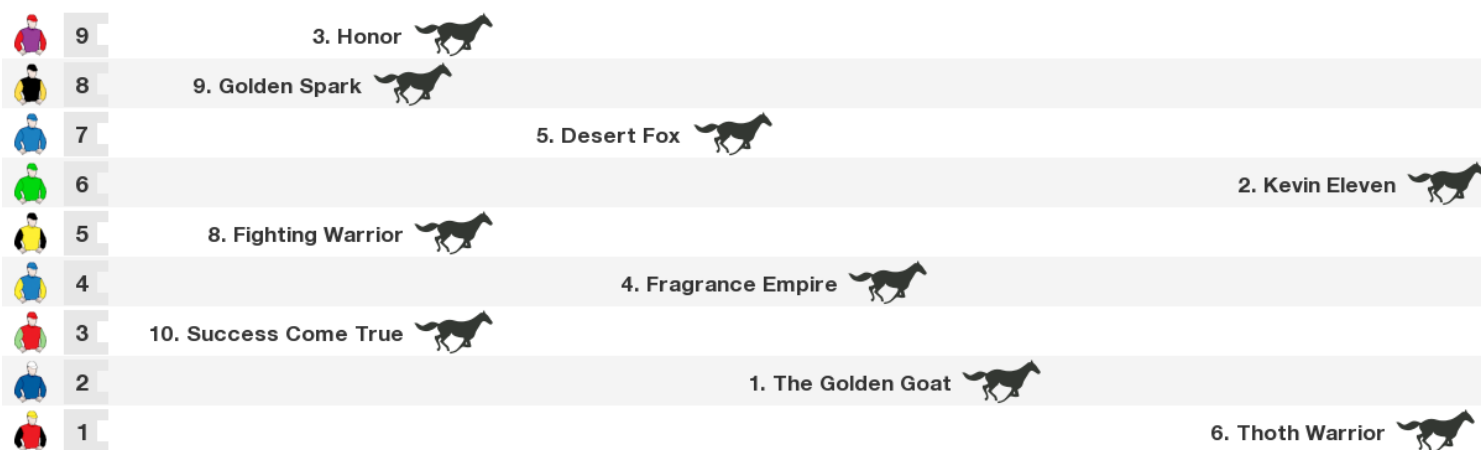 9 3. Honor
8 9. Golden Spark
7 5. Desert Fox
6 2. Kevin Eleven
5 8. Fighting Warrior
4 4. Fragrance Empire
3 10. Success Come True
2 1. The Golden Goat
1 6. Thoth Warrior